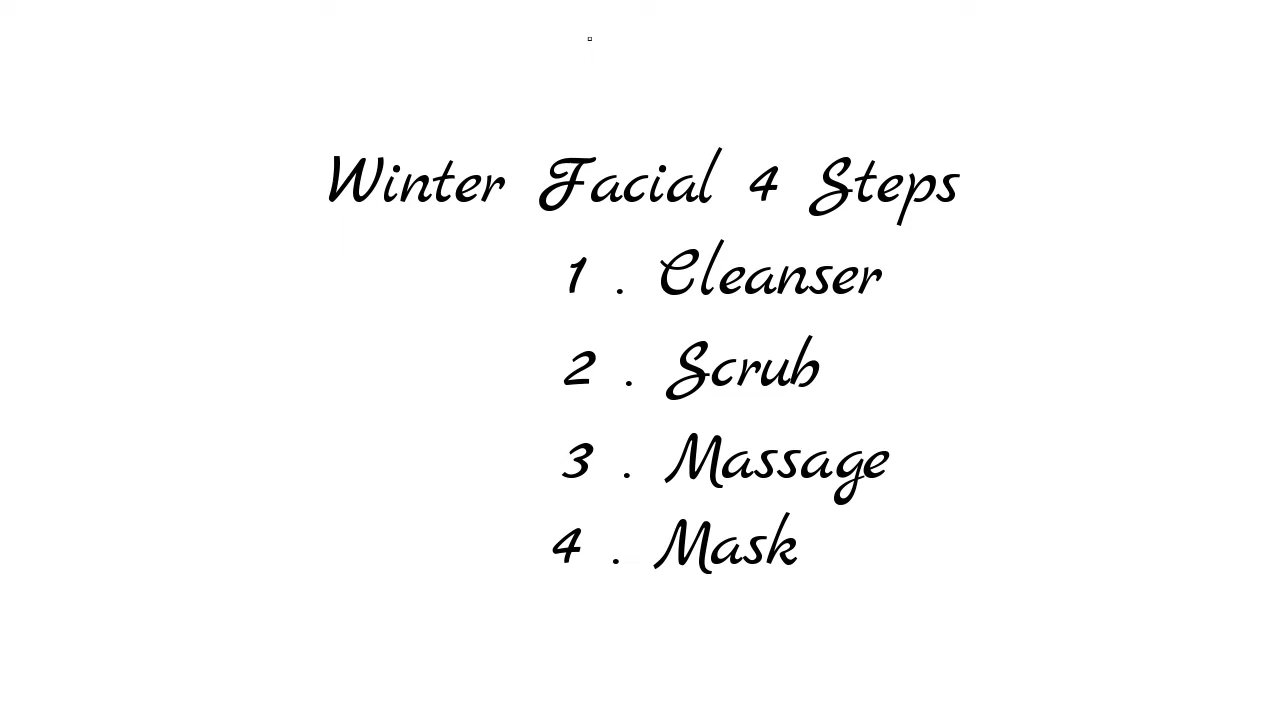 Winter Facial 4 Steps
1 . Cleanser
2 . Scrub
3 . Massage
4 . Mask